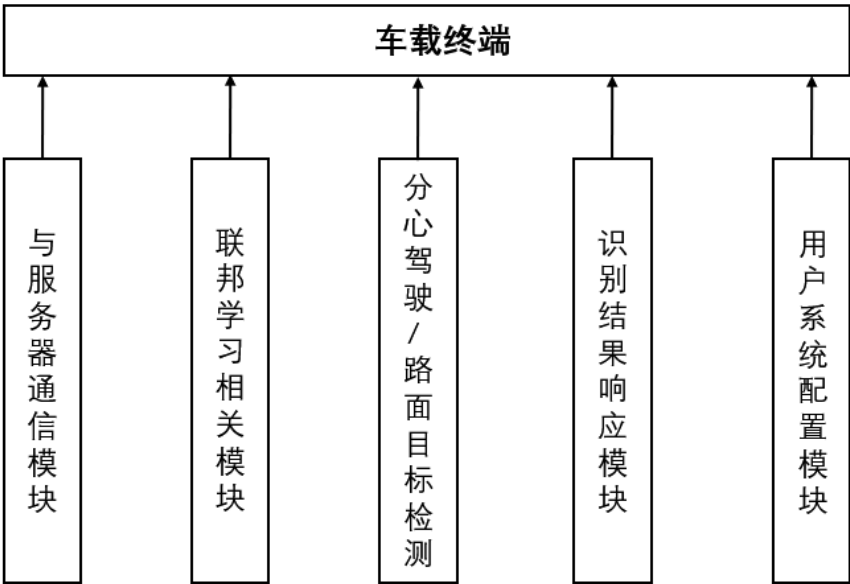 车载终端
与服务器通信模块
联邦学习相关模块
分心驾驶/路面目标检测
识别结果响应模块
用户系统配置模块